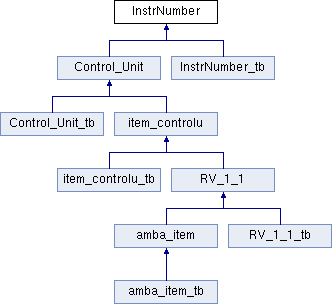 InstrNumber
Control_Unit
InstrNumber_tb
Control_Unit_tb
item_controlu
item_controlu_tb
RV_1_1
amba_item
RV_1_1_tb
amba_item_tb